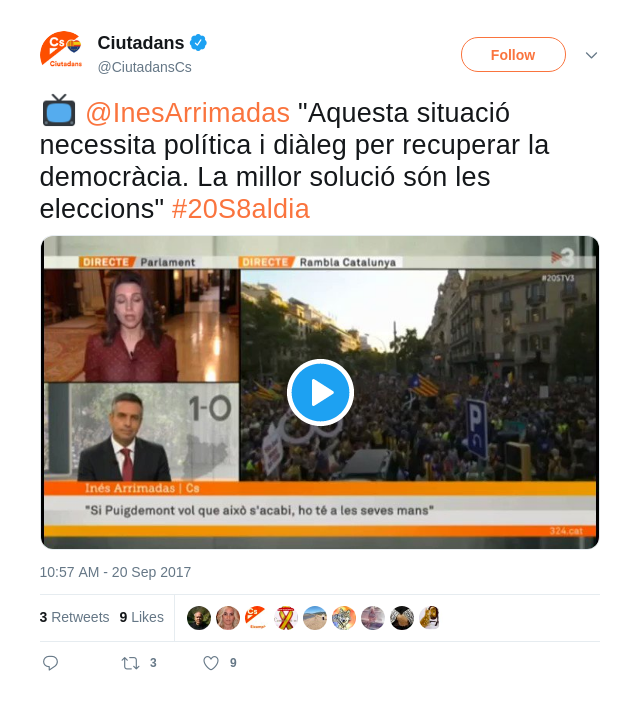 Cs
Ciutadans
Ciutadans
@CiutadansCs
Follow
@InesArrimadas "Aquesta situació
necessita política i diàleg per recuperar la
democràcia. La millor solució són les
eleccions" #20S8aldia
DIRECTE Parlament
DIRECTE Rambla Catalunya
3
#20STV3
1-O
P
Inés Arrimadas | Cs
"Si Puigdemont vol que això s'acabi, ho té a les seves mans"
324.cat
10:57 AM - 20 Sep 2017
3 Retweets 9 Likes
Cs
3
9